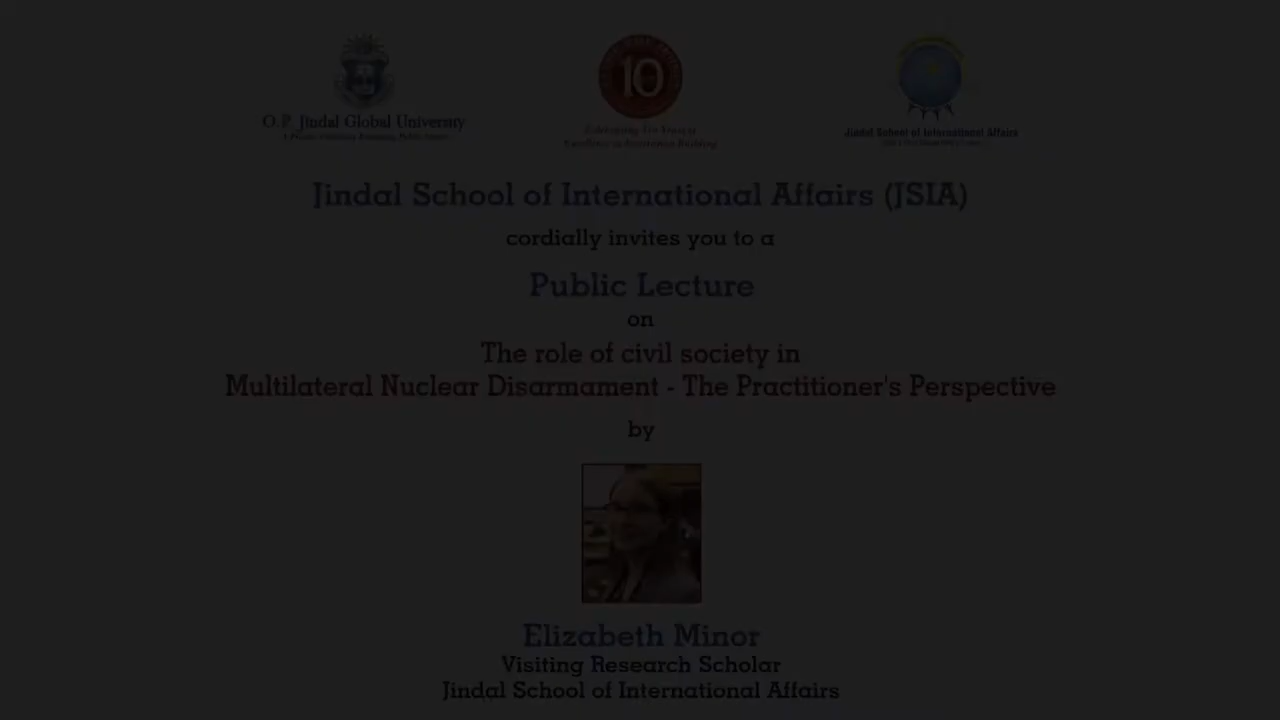 O.P. Jindal Global University
10
Jindal School of International Affairs
Jindal School of International Affairs (JSIA)
cordially invites you to a
Public Lecture
on
The role of civil society in
Multilateral Nuclear Disarmament - The Practitioner's Perspective
by
Elizabeth Minor
Visiting Research Scholar
Jindal School of International Affairs